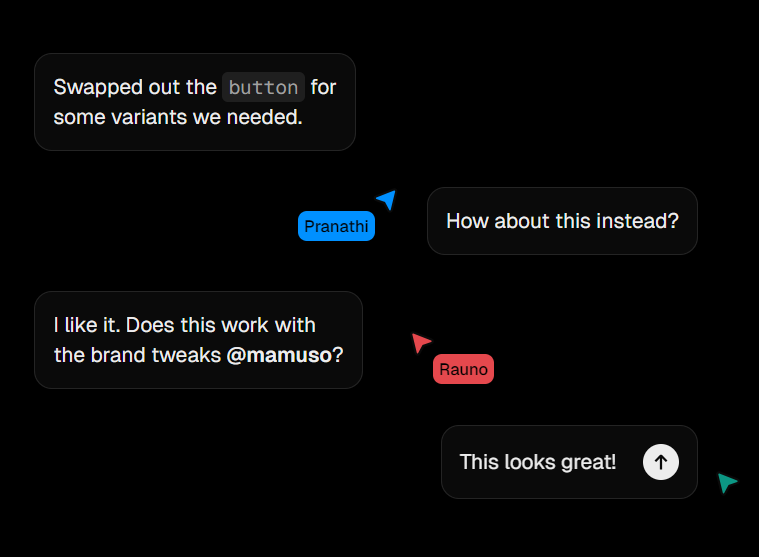 Swapped out the button for
some variants we needed.
How about this instead?
Pranathi
I like it. Does this work with
the brand tweaks @mamuso?
Rauno
This looks great!